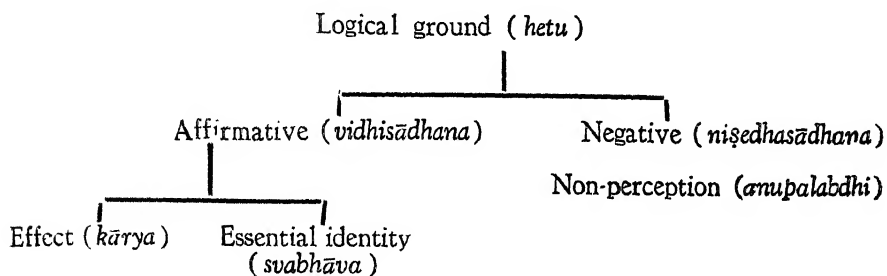 Logical ground (hetu)
Affirmative (vidhisādhana) Negative (niṣedhasādhana)
Non-perception (anupalabdhi)
Effect (kārya) Essential identity
(svabhāva)